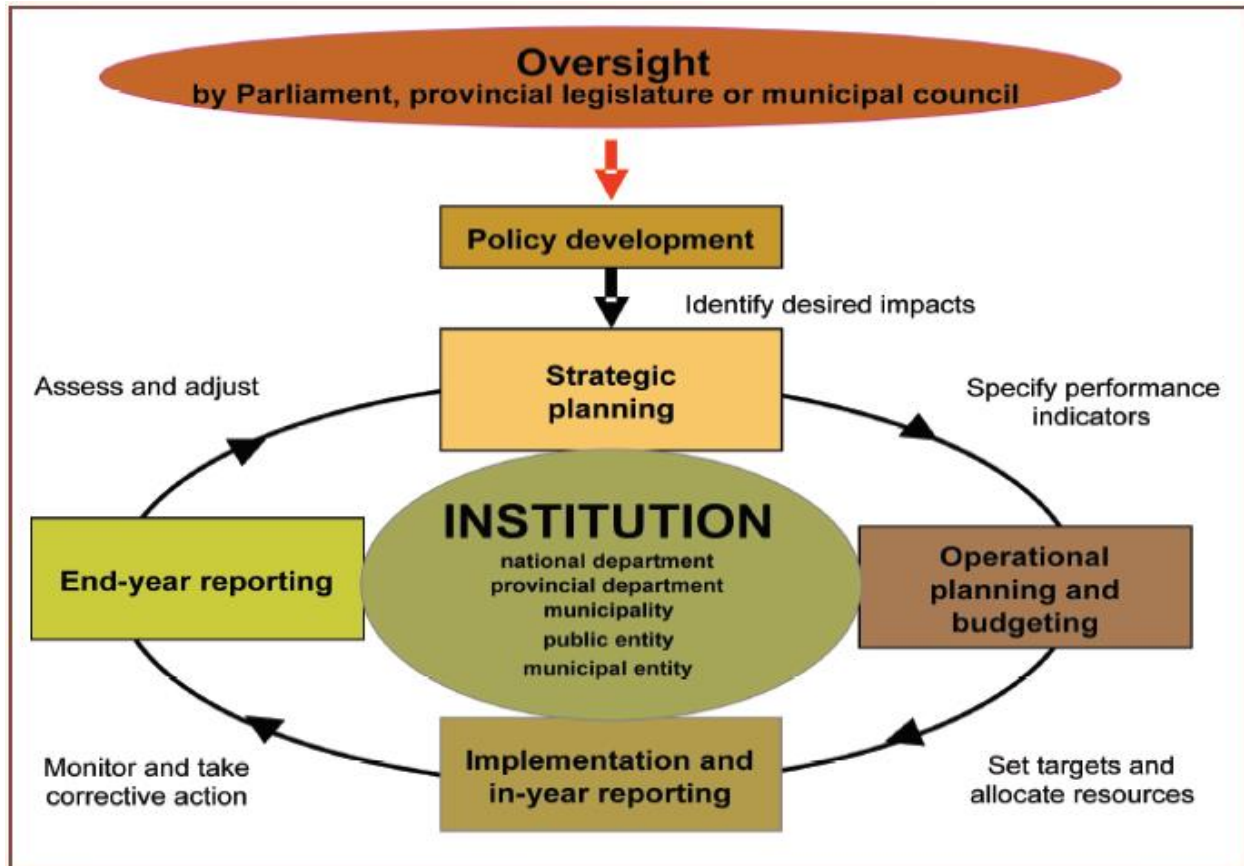 Oversight
by Parliament, provincial legislature or municipal council
Policy development
Identify desired impacts
Strategic
planning
Assess and adjust
Specify performance
indicators
INSTITUTION
national department
provincial department
municipality
public entity
municipal entity
End-year reporting
Operational
planning and
budgeting
Implementation and
in-year reporting
Monitor and take
corrective action
Set targets and
allocate resources